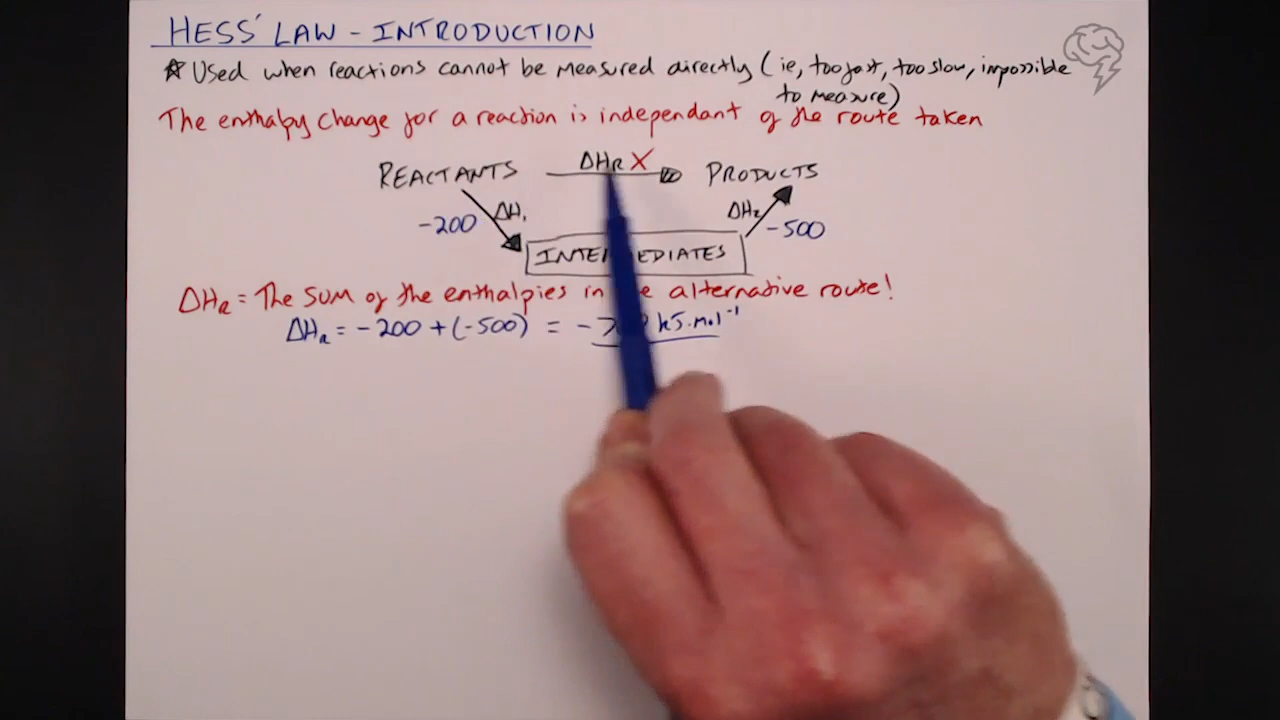 HESS' LAW - INTRODUCTION
* Used when reactions cannot be measured directly (ie, too fast, too slow, impossible
to measure)
The enthalpy change for a reaction is independant of the route taken
REACTANTS ΔHR X PRODUCTS
-200 ΔH₁ ΔH₂ -500
INTERMEDIATES
ΔHR = The sum of the enthalpies in alternative route!
ΔHR = -200 + (-500) = kJ.mol⁻¹